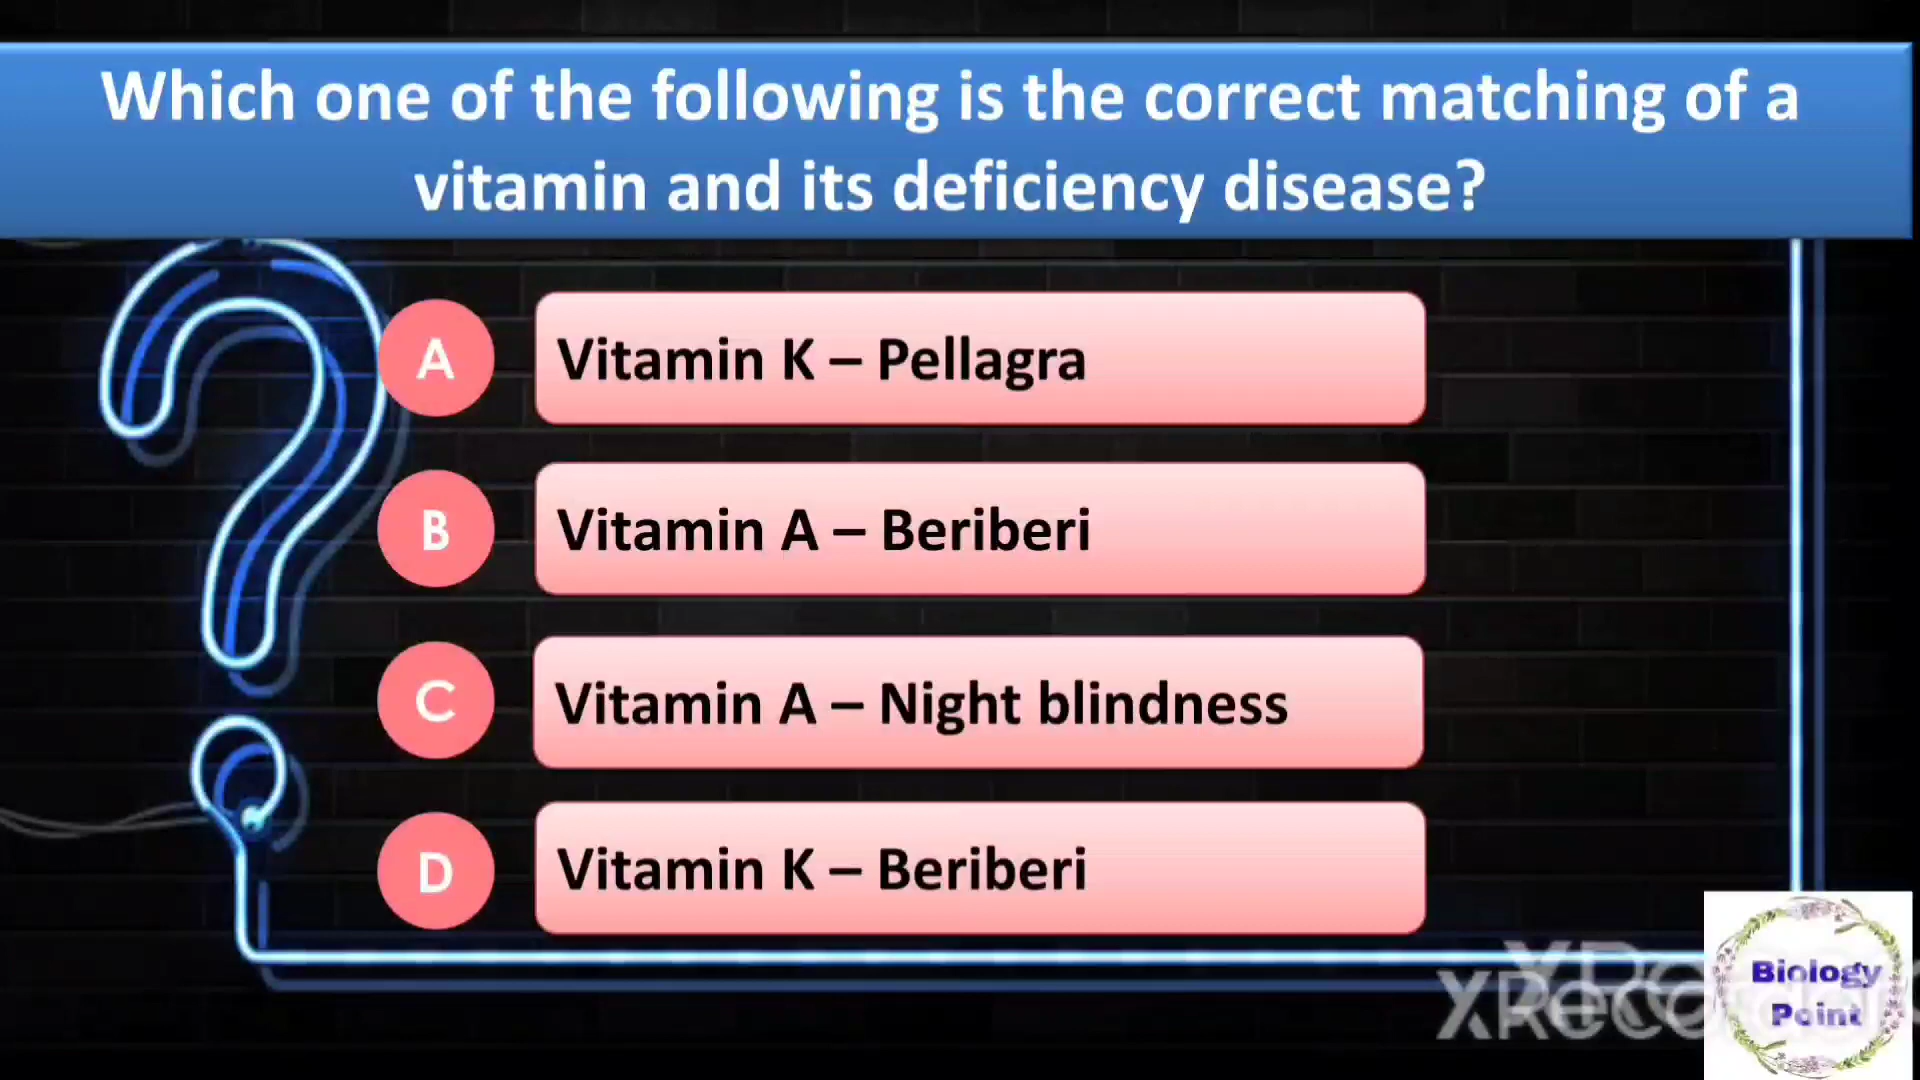 Which one of the following is the correct matching of a
vitamin and its deficiency disease?
A Vitamin K – Pellagra
B Vitamin A – Beriberi
C Vitamin A – Night blindness
D Vitamin K – Beriberi
XRecorder
Biology
Point